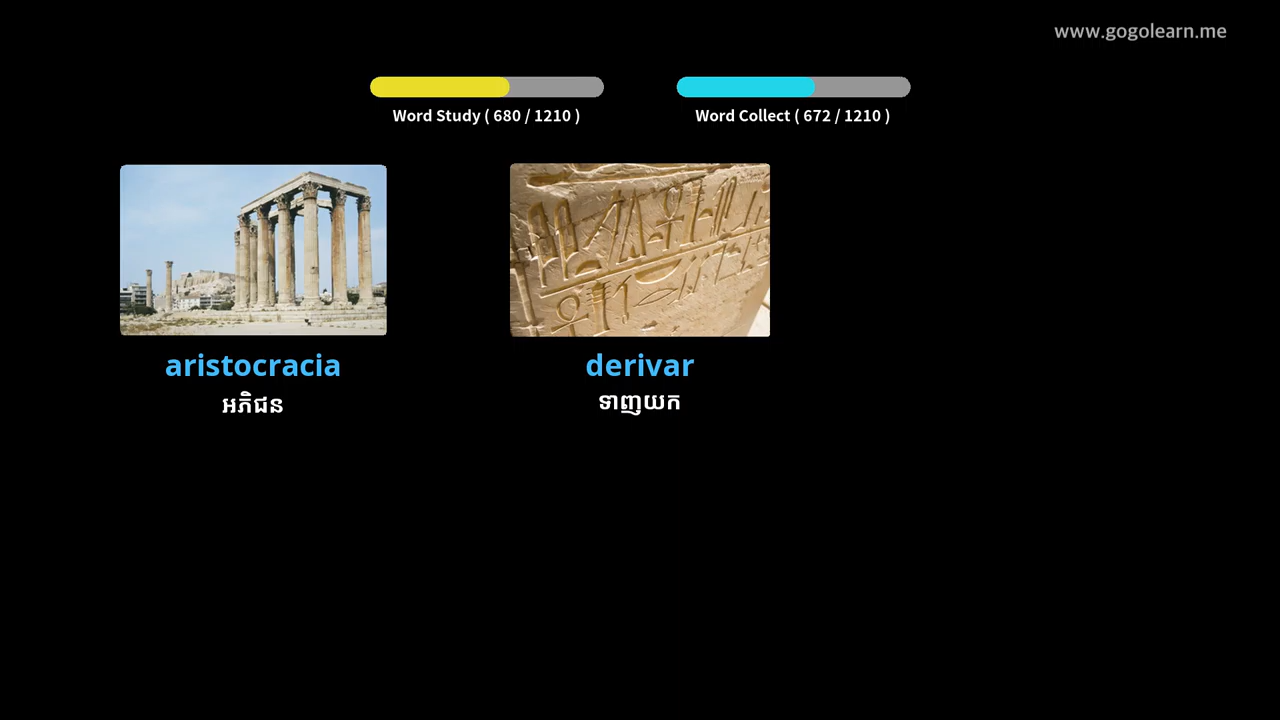 www.gogolearn.me
Word Study ( 680 / 1210 )
Word Collect ( 672 / 1210 )
aristocracia
អភិជន
derivar
ទាញយក